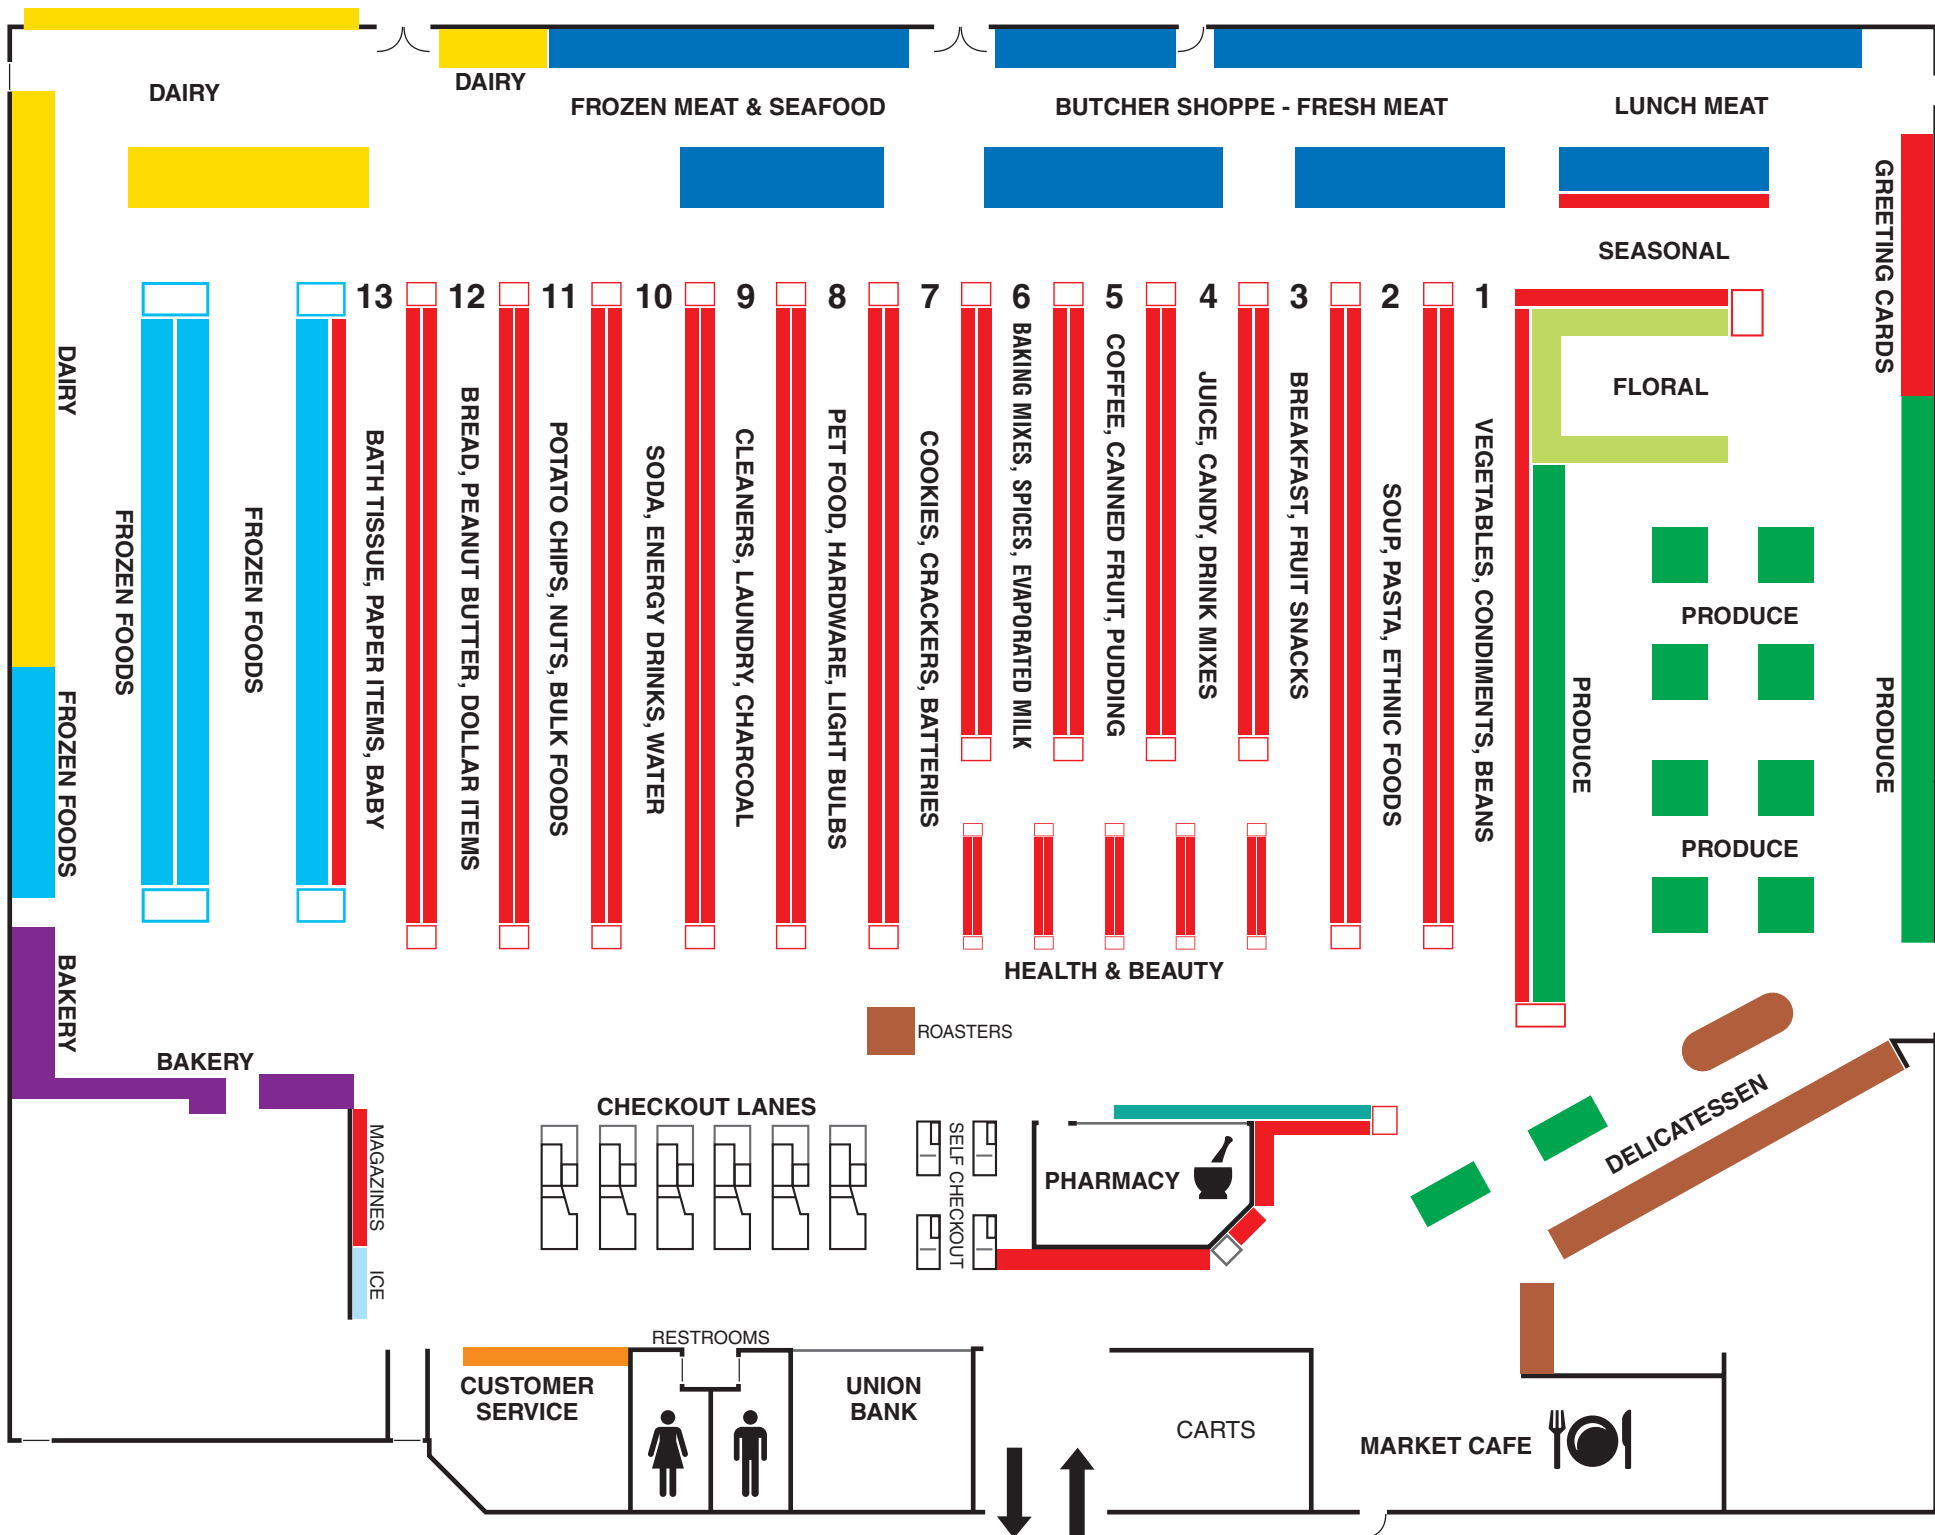 DAIRY
DAIRY
FROZEN MEAT & SEAFOOD
BUTCHER SHOPPE - FRESH MEAT
LUNCH MEAT
GREETING CARDS
SEASONAL
13
12
11
10
9
8
7
6
5
4
3
2
1
DAIRY
FROZEN FOODS
FROZEN FOODS
FROZEN FOODS
BATH TISSUE, PAPER ITEMS, BABY
BREAD, PEANUT BUTTER, DOLLAR ITEMS
POTATO CHIPS, NUTS, BULK FOODS
SODA, ENERGY DRINKS, WATER
CLEANERS, LAUNDRY, CHARCOAL
PET FOOD, HARDWARE, LIGHT BULBS
COOKIES, CRACKERS, BATTERIES
BAKING MIXES, SPICES, EVAPORATED MILK
COFFEE, CANNED FRUIT, PUDDING
JUICE, CANDY, DRINK MIXES
BREAKFAST, FRUIT SNACKS
SOUP, PASTA, ETHNIC FOODS
VEGETABLES, CONDIMENTS, BEANS
FLORAL
PRODUCE
PRODUCE
PRODUCE
PRODUCE
HEALTH & BEAUTY
BAKERY
BAKERY
ROASTERS
CHECKOUT LANES
SELF CHECKOUT
MAGAZINES
ICE
PHARMACY
DELICATESSEN
RESTROOMS
CUSTOMER
SERVICE
UNION
BANK
CARTS
MARKET CAFE